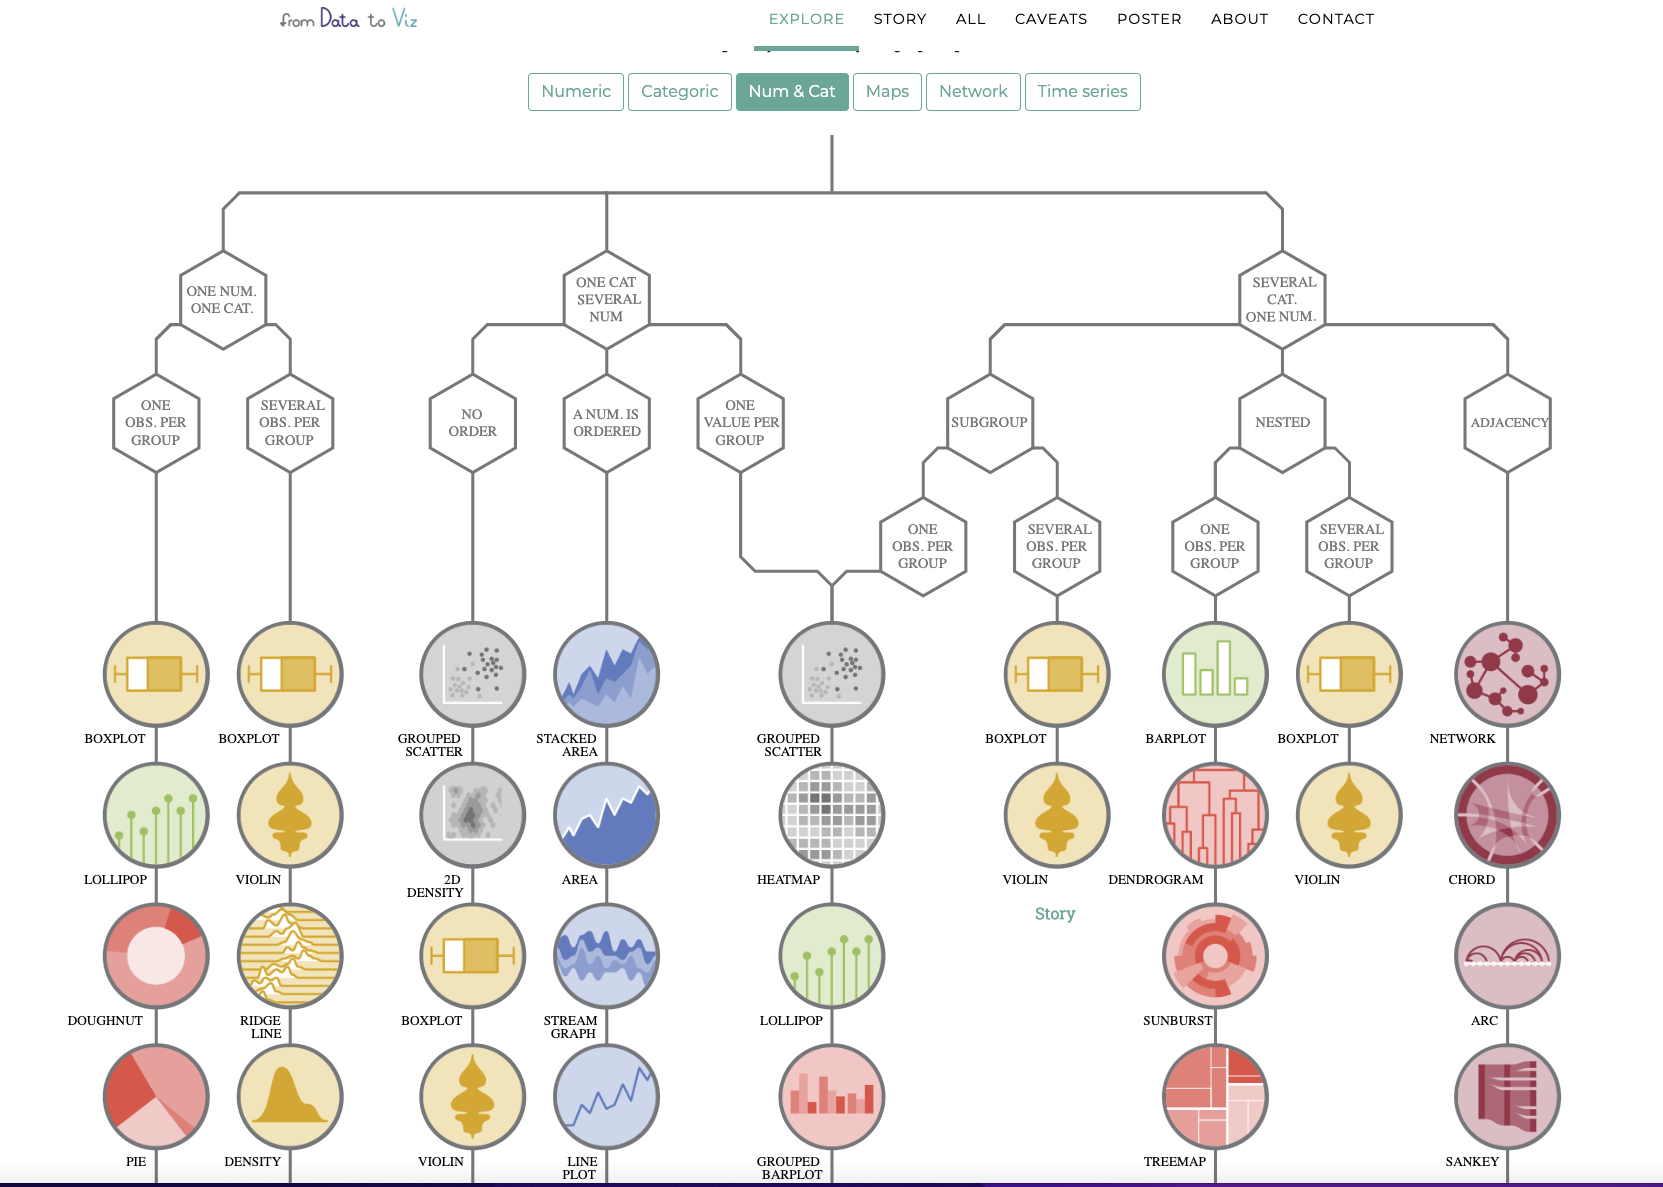 from Data to Viz
EXPLORE STORY ALL CAVEATS POSTER ABOUT CONTACT
Numeric Categoric Num & Cat Maps Network Time series
ONE NUM.
ONE CAT.
ONE CAT
SEVERAL
NUM
SEVERAL
CAT.
ONE NUM.
ONE
OBS. PER
GROUP
SEVERAL
OBS. PER
GROUP
NO
ORDER
A NUM. IS
ORDERED
ONE
VALUE PER
GROUP
SUBGROUP
NESTED
ADJACENCY
ONE
OBS. PER
GROUP
SEVERAL
OBS. PER
GROUP
ONE
OBS. PER
GROUP
SEVERAL
OBS. PER
GROUP
BOXPLOT
BOXPLOT
GROUPED
SCATTER
STACKED
AREA
GROUPED
SCATTER
BOXPLOT
BARPLOT
BOXPLOT
NETWORK
LOLLIPOP
VIOLIN
2D
DENSITY
AREA
HEATMAP
VIOLIN
DENDROGRAM
VIOLIN
CHORD
Story
DOUGHNUT
RIDGE
LINE
BOXPLOT
STREAM
GRAPH
LOLLIPOP
SUNBURST
ARC
PIE
DENSITY
VIOLIN
LINE
PLOT
GROUPED
BARPLOT
TREEMAP
SANKEY